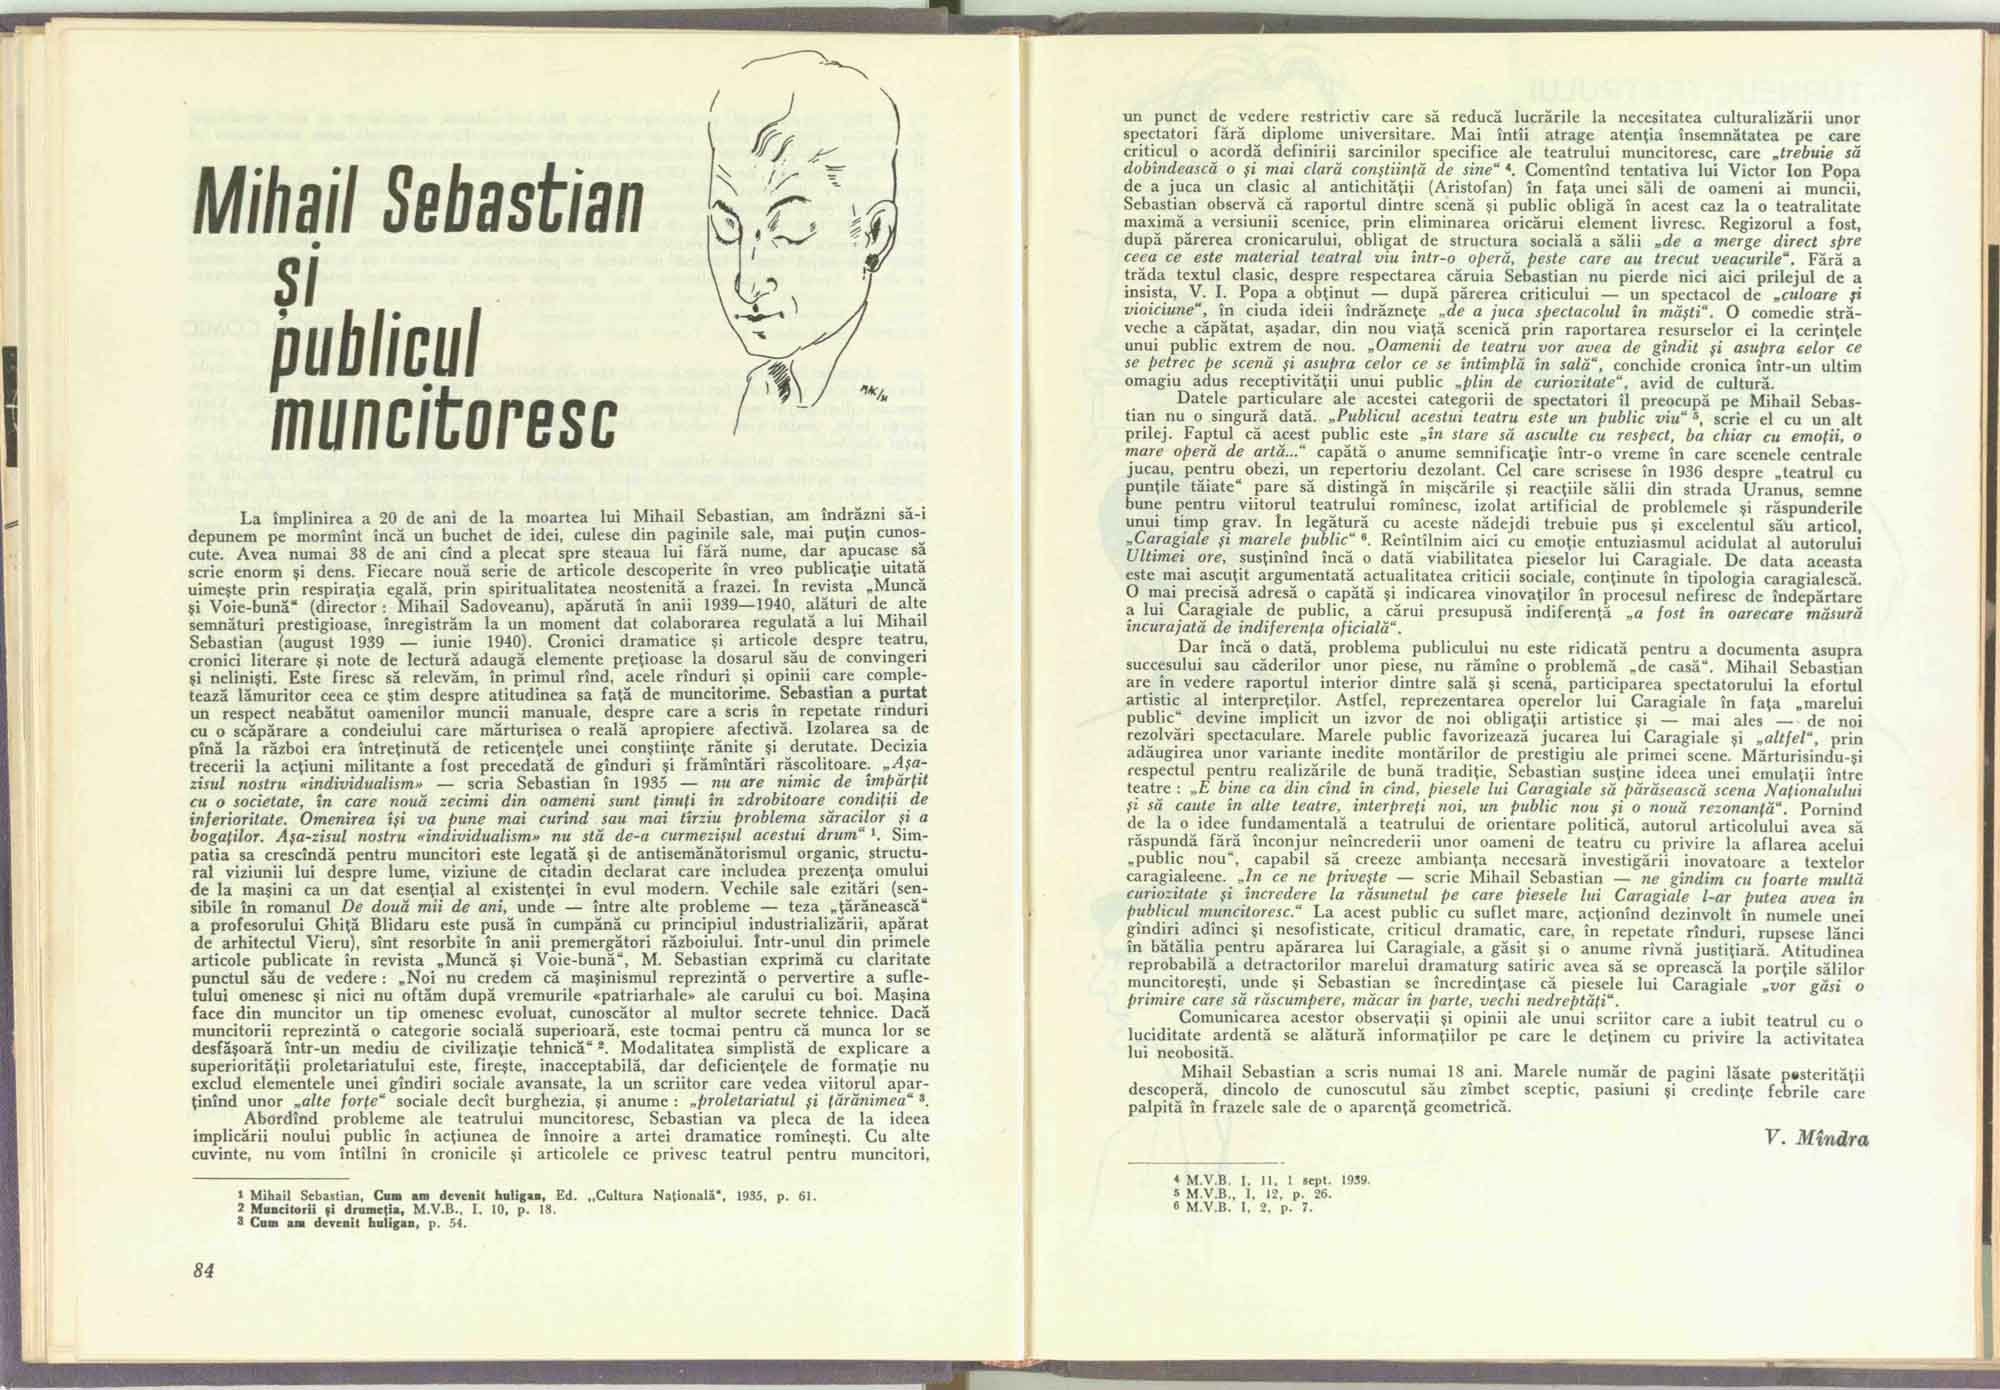 Mihail Sebastian
și
publicul
muncitoresc
MAC/M
La împlinirea a 20 de ani de la moartea lui Mihail Sebastian, am îndrăzni să-i
depunem pe mormînt încă un buchet de idei, culese din paginile sale, mai puţin cunos-
cute. Avea numai 38 de ani cînd a plecat spre steaua lui fără nume, dar apucase să
scrie enorm şi dens. Fiecare nouă serie de articole descoperite în vreo publicaţie uitată
uimeşte prin respiraţia egală, prin spiritualitatea neostenită a frazei. În revista „Muncă
şi Voie-bună“ (director : Mihail Sadoveanu), apărută în anii 1939—1940, alături de alte
semnături prestigioase, înregistrăm la un moment dat colaborarea regulată a lui Mihail
Sebastian (august 1939 — iunie 1940). Cronici dramatice şi articole despre teatru,
cronici literare şi note de lectură adaugă elemente preţioase la dosarul său de convingeri
şi nelinişti. Este firesc să relevăm, în primul rînd, acele rînduri şi opinii care comple-
tează lămuritor ceea ce ştim despre atitudinea sa faţă de muncitorime. Sebastian a purtat
un respect neabătut oamenilor muncii manuale, despre care a scris în repetate rînduri
cu o scăpărare a condeiului care mărturisea o reală apropiere afectivă. Izolarea sa de
pînă la război era întreţinută de reticenţele unei conştiinţe rănite şi derutate. Decizia
trecerii la acţiuni militante a fost precedată de gînduri şi frămîntări răscolitoare. „Aşa-
zisul nostru «individualism» — scria Sebastian în 1935 — nu are nimic de împărţit
cu o societate, în care nouă zecimi din oameni sunt ţinuţi în zdrobitoare condiţii de
inferioritate. Omenirea îşi va pune mai curînd sau mai tîrziu problema săracilor şi a
bogaţilor. Aşa-zisul nostru «individualism» nu stă de-a curmezişul acestui drum“ ¹. Sim-
patia sa crescîndă pentru muncitori este legată şi de antisemănătorismul organic, structu-
ral viziunii lui despre lume, viziune de citadin declarat care includea prezenţa omului
de la maşini ca un dat esenţial al existenţei în evul modern. Vechile sale ezitări (sen-
sibile în romanul De două mii de ani, unde — între alte probleme — teza „ţărănească“
a profesorului Ghiţă Blidaru este pusă în cumpănă cu principiul industrializării, apărat
de arhitectul Vieru), sînt resorbite în anii premergători războiului. Într-unul din primele
articole publicate în revista „Muncă şi Voie-bună“, M. Sebastian exprimă cu claritate
punctul său de vedere : „Noi nu credem că maşinismul reprezintă o pervertire a sufle-
tului omenesc şi nici nu oftăm după vremurile «patriarhale» ale carului cu boi. Maşina
face din muncitor un tip omenesc evoluat, cunoscător al multor secrete tehnice. Dacă
muncitorii reprezintă o categorie socială superioară, este tocmai pentru că munca lor se
desfăşoară într-un mediu de civilizaţie tehnică“ ². Modalitatea simplistă de explicare a
superiorităţii proletariatului este, fireşte, inacceptabilă, dar deficienţele de formaţie nu
exclud elementele unei gîndiri sociale avansate, la un scriitor care vedea viitorul apar-
ţinînd unor „alte forţe“ sociale decît burghezia, şi anume : „proletariatul şi ţărănimea“ ³.
Abordînd probleme ale teatrului muncitoresc, Sebastian va pleca de la ideea
implicării noului public în acţiunea de înnoire a artei dramatice romîneşti. Cu alte
cuvinte, nu vom întîlni în cronicile şi articolele ce privesc teatrul pentru muncitori,
¹ Mihail Sebastian, Cum am devenit huligan, Ed. „Cultura Naţională“, 1935, p. 61.
² Muncitorii şi drumeţia, M.V.B., I, 10, p. 18.
³ Cum am devenit huligan, p. 54.
84
un punct de vedere restrictiv care să reducă lucrările la necesitatea culturalizării unor
spectatori fără diplome universitare. Mai întîi atrage atenţia însemnătatea pe care
criticul o acordă definirii sarcinilor specifice ale teatrului muncitoresc, care „trebuie să
dobîndească o şi mai clară conştiinţă de sine“ ⁴. Comentînd tentativa lui Victor Ion Popa
de a juca un clasic al antichităţii (Aristofan) în faţa unei săli de oameni ai muncii,
Sebastian observă că raportul dintre scenă şi public obligă în acest caz la o teatralitate
maximă a versiunii scenice, prin eliminarea oricărui element livresc. Regizorul a fost,
după părerea cronicarului, obligat de structura socială a sălii „de a merge direct spre
ceea ce este material teatral viu într-o operă, peste care au trecut veacurile“. Fără a
trăda textul clasic, despre respectarea căruia Sebastian nu pierde nici aici prilejul de a
insista, V. I. Popa a obţinut — după părerea criticului — un spectacol de „culoare şi
vioiciune“, în ciuda ideii îndrăzneţe „de a juca spectacolul în măşti“. O comedie stră-
veche a căpătat, aşadar, din nou viaţă scenică prin raportarea resurselor ei la cerinţele
unui public extrem de nou. „Oamenii de teatru vor avea de gîndit şi asupra celor ce
se petrec pe scenă şi asupra celor ce se întîmplă în sală“, conchide cronica într-un ultim
omagiu adus receptivităţii unui public „plin de curiozitate“, avid de cultură.
Datele particulare ale acestei categorii de spectatori îl preocupă pe Mihail Sebas-
tian nu o singură dată. „Publicul acestui teatru este un public viu“ ⁵, scrie el cu un alt
prilej. Faptul că acest public este „în stare să asculte cu respect, ba chiar cu emoţii, o
mare operă de artă...“ capătă o anume semnificaţie într-o vreme în care scenele centrale
jucau, pentru obezi, un repertoriu dezolant. Cel care scrisese în 1936 despre „teatrul cu
punţile tăiate“ pare să distingă în mişcările şi reacţiile sălii din strada Uranus, semne
bune pentru viitorul teatrului romînesc, izolat artificial de problemele şi răspunderile
unui timp grav. În legătură cu aceste nădejdi trebuie pus şi excelentul său articol,
„Caragiale şi marele public“ ⁶. Reîntîlnim aici cu emoţie entuziasmul acidulat al autorului
Ultimei ore, susţinînd încă o dată viabilitatea pieselor lui Caragiale. De data aceasta
este mai ascuţit argumentată actualitatea criticii sociale, conţinute în tipologia caragialescă.
O mai precisă adresă o capătă şi indicarea vinovaţilor în procesul nefiresc de îndepărtare
a lui Caragiale de public, a cărui presupusă indiferenţă „a fost în oarecare măsură
încurajată de indiferenţa oficială“.
Dar încă o dată, problema publicului nu este ridicată pentru a documenta asupra
succesului sau căderilor unor piese, nu rămîne o problemă „de casă“. Mihail Sebastian
are în vedere raportul interior dintre sală şi scenă, participarea spectatorului la efortul
artistic al interpreţilor. Astfel, reprezentarea operelor lui Caragiale în faţa „marelui
public“ devine implicit un izvor de noi obligaţii artistice şi — mai ales — de noi
rezolvări spectaculare. Marele public favorizează jucarea lui Caragiale şi „altfel“, prin
adăugirea unor variante inedite montărilor de prestigiu ale primei scene. Mărturisindu-şi
respectul pentru realizările de bună tradiţie, Sebastian susţine ideea unei emulaţii între
teatre : „E bine ca din cînd în cînd, piesele lui Caragiale să părăsească scena Naţionalului
şi să caute în alte teatre, interpreţi noi, un public nou şi o nouă rezonanţă“. Pornind
de la o idee fundamentală a teatrului de orientare politică, autorul articolului avea să
răspundă fără înconjur neîncrederii unor oameni de teatru cu privire la aflarea acelui
„public nou“, capabil să creeze ambianţa necesară investigării inovatoare a textelor
caragialeene. „In ce ne priveşte — scrie Mihail Sebastian — ne gîndim cu foarte multă
curiozitate şi încredere la răsunetul pe care piesele lui Caragiale l-ar putea avea în
publicul muncitoresc.“ La acest public cu suflet mare, acţionînd dezinvolt în numele unei
gîndiri adînci şi nesofisticate, criticul dramatic, care, în repetate rînduri, rupsese lănci
în bătălia pentru apărarea lui Caragiale, a găsit şi o anume rîvnă justiţiară. Atitudinea
reprobabilă a detractorilor marelui dramaturg satiric avea să se oprească la porţile sălilor
muncitoreşti, unde şi Sebastian se încredinţase că piesele lui Caragiale „vor găsi o
primire care să răscumpere, măcar în parte, vechi nedreptăţi“.
Comunicarea acestor observaţii şi opinii ale unui scriitor care a iubit teatrul cu o
luciditate ardentă se alătură informaţiilor pe care le deţinem cu privire la activitatea
lui neobosită.
Mihail Sebastian a scris numai 18 ani. Marele număr de pagini lăsate posterităţii
descoperă, dincolo de cunoscutul său zîmbet sceptic, pasiuni şi credinţe febrile care
palpită în frazele sale de o aparenţă geometrică.
V. Mîndra
⁴ M.V.B. I, 11, 1 sept. 1939.
⁵ M.V.B., I, 12, p. 26.
⁶ M.V.B. I, 2, p. 7.